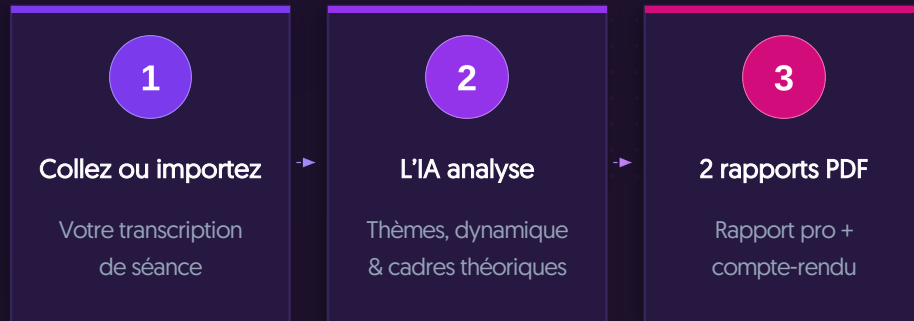 1
Collez ou importez
Votre transcription
de séance
2
L'IA analyse
Thèmes, dynamique
& cadres théoriques
3
2 rapports PDF
Rapport pro +
compte-rendu